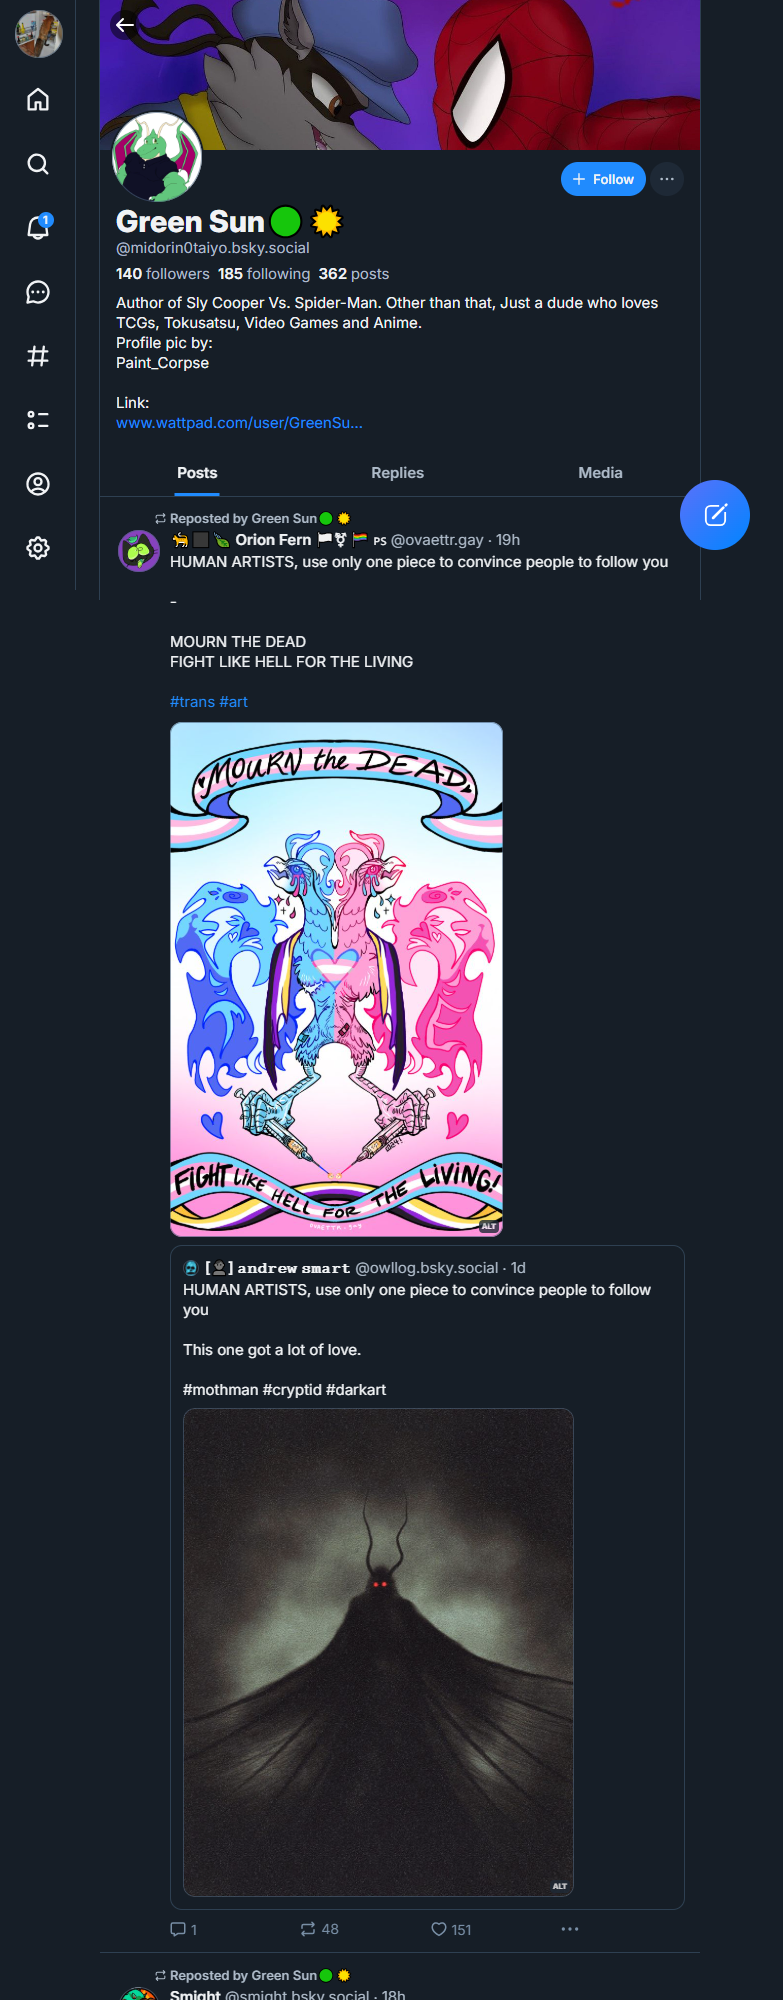 1
Follow
Green Sun🟢
@midorin0taiyo.bsky.social
140 followers 185 following 362 posts
Author of Sly Cooper Vs. Spider-Man. Other than that, Just a dude who loves
TCGs, Tokusatsu, Video Games and Anime.
Profile pic by:
Paint_Corpse
Link:
www.wattpad.com/user/GreenSu...
Posts Replies Media
Reposted by Green Sun🟢
🐈⬛ Orion Fern 🏳️⚧️🏳️‍🌈 PS @ovaettr.gay · 19h
HUMAN ARTISTS, use only one piece to convince people to follow you
-
MOURN THE DEAD
FIGHT LIKE HELL FOR THE LIVING
#trans #art
MOURN the DEAD
FIGHT LIKE HELL FOR THE LIVING!
ALT
[👤] andrew smart @owllog.bsky.social · 1d
HUMAN ARTISTS, use only one piece to convince people to follow
you
This one got a lot of love.
#mothman #cryptid #darkart
ALT
1 48 151
Reposted by Green Sun🟢
Smight @smight.bsky.social · 18h